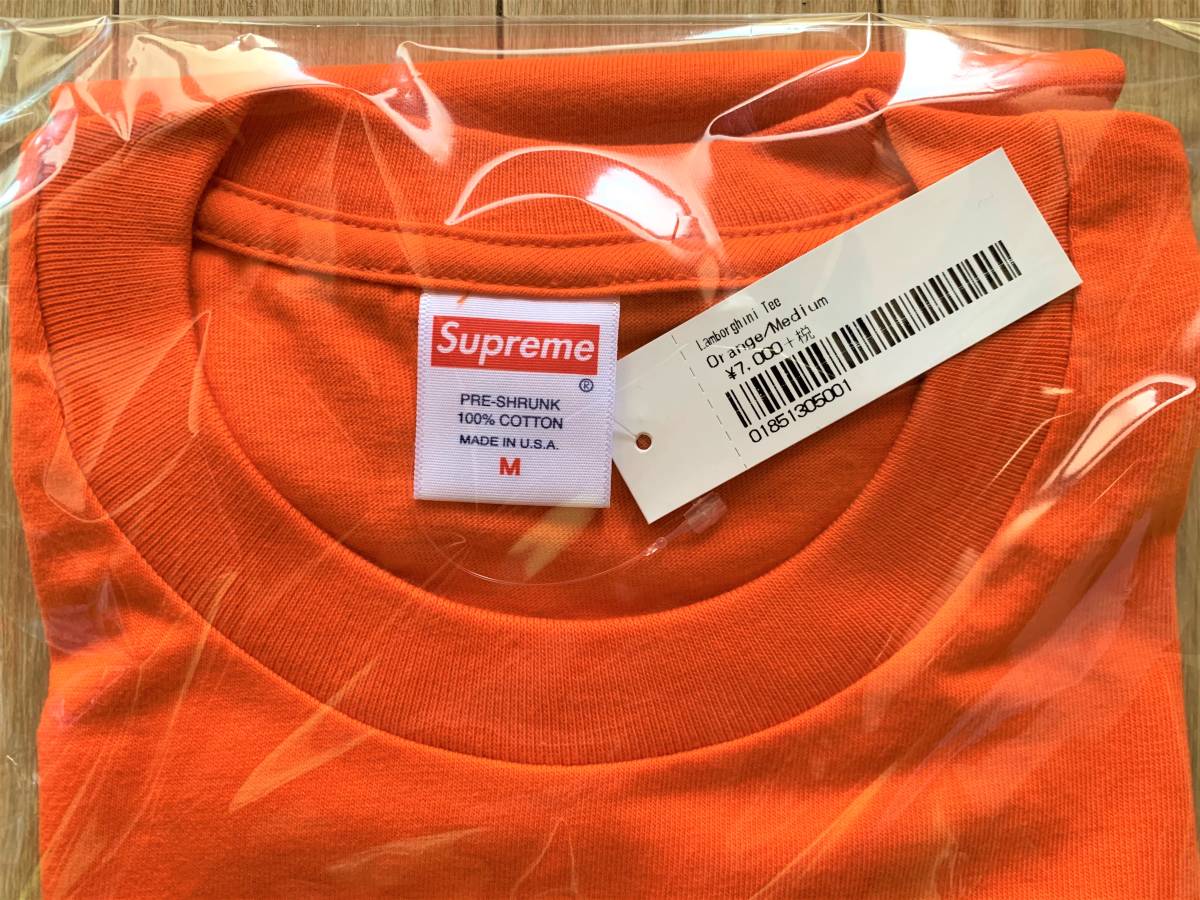 Supreme
®
PRE-SHRUNK
100% COTTON
MADE IN U.S.A.
M
Lamborghini Tee
Orange/Medium
¥7,000+税
01851305001